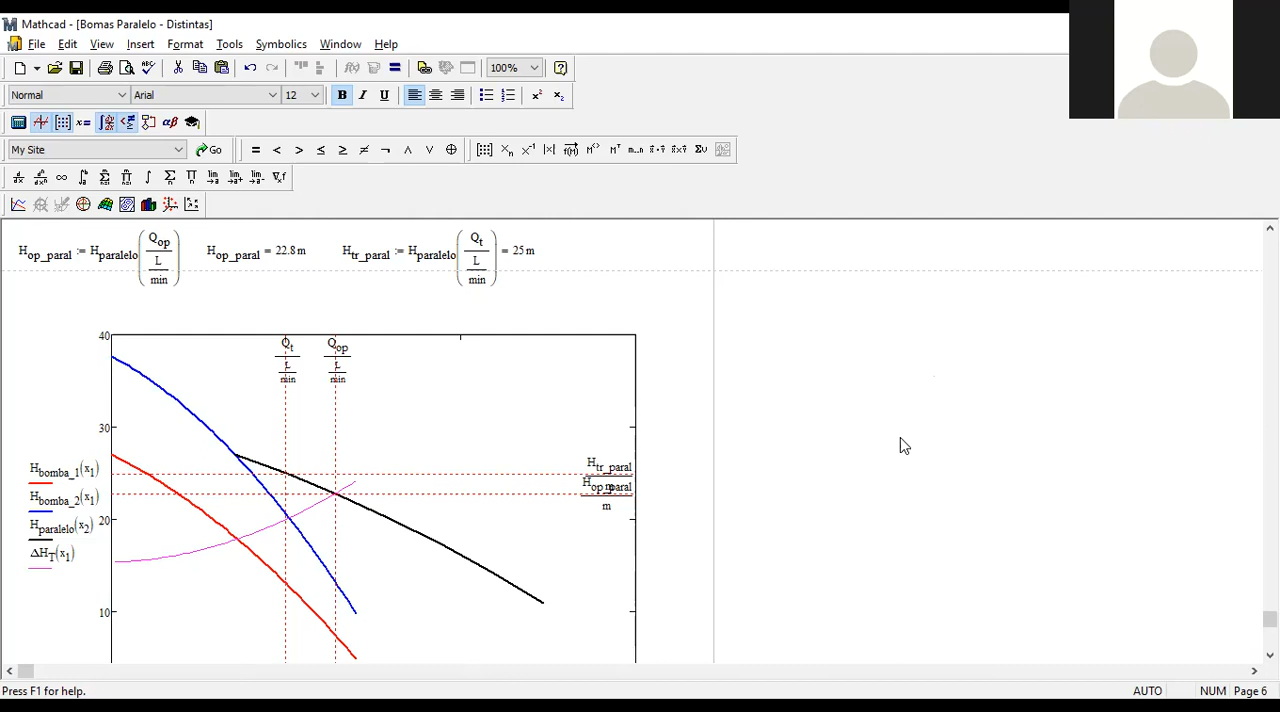 Mathcad - [Bomas Paralelo - Distintas]
File Edit View Insert Format Tools Symbolics Window Help
100%
Normal Arial 12 B I U
My Site Go
H_op_paral := H_paralelo(Q_op / (L / min)) H_op_paral = 22.8 m H_tr_paral := H_paralelo(Q_t / (L / min)) = 25 m
40
Q_t / (L / min) Q_op / (L / min)
30
H_bomba_1(x_1)
H_tr_paral / m
H_op_paral / m
H_bomba_2(x_1)
20
H_paralelo(x_2)
ΔH_T(x_1)
10
Press F1 for help. AUTO NUM Page 6